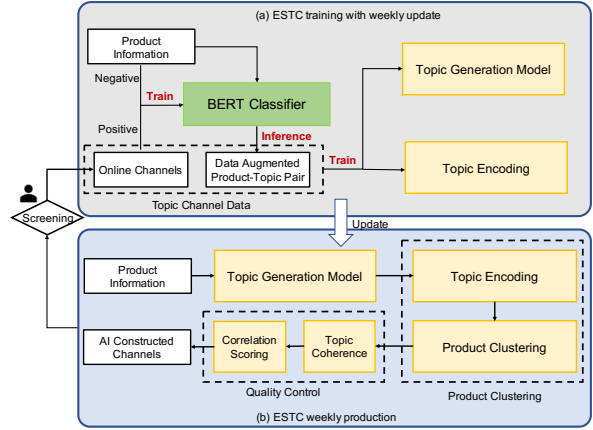 (a) ESTC training with weekly update
Product
Information
Negative
Train
Positive
BERT Classifier
Inference
Online Channels
Data Augmented
Product-Topic Pair
Train
Topic Channel Data
Topic Generation Model
Topic Encoding
Screening
Update
Product
Information
Topic Generation Model
Topic Encoding
AI Constructed
Channels
Correlation
Scoring
Topic
Coherence
Product Clustering
Quality Control
Product Clustering
(b) ESTC weekly production